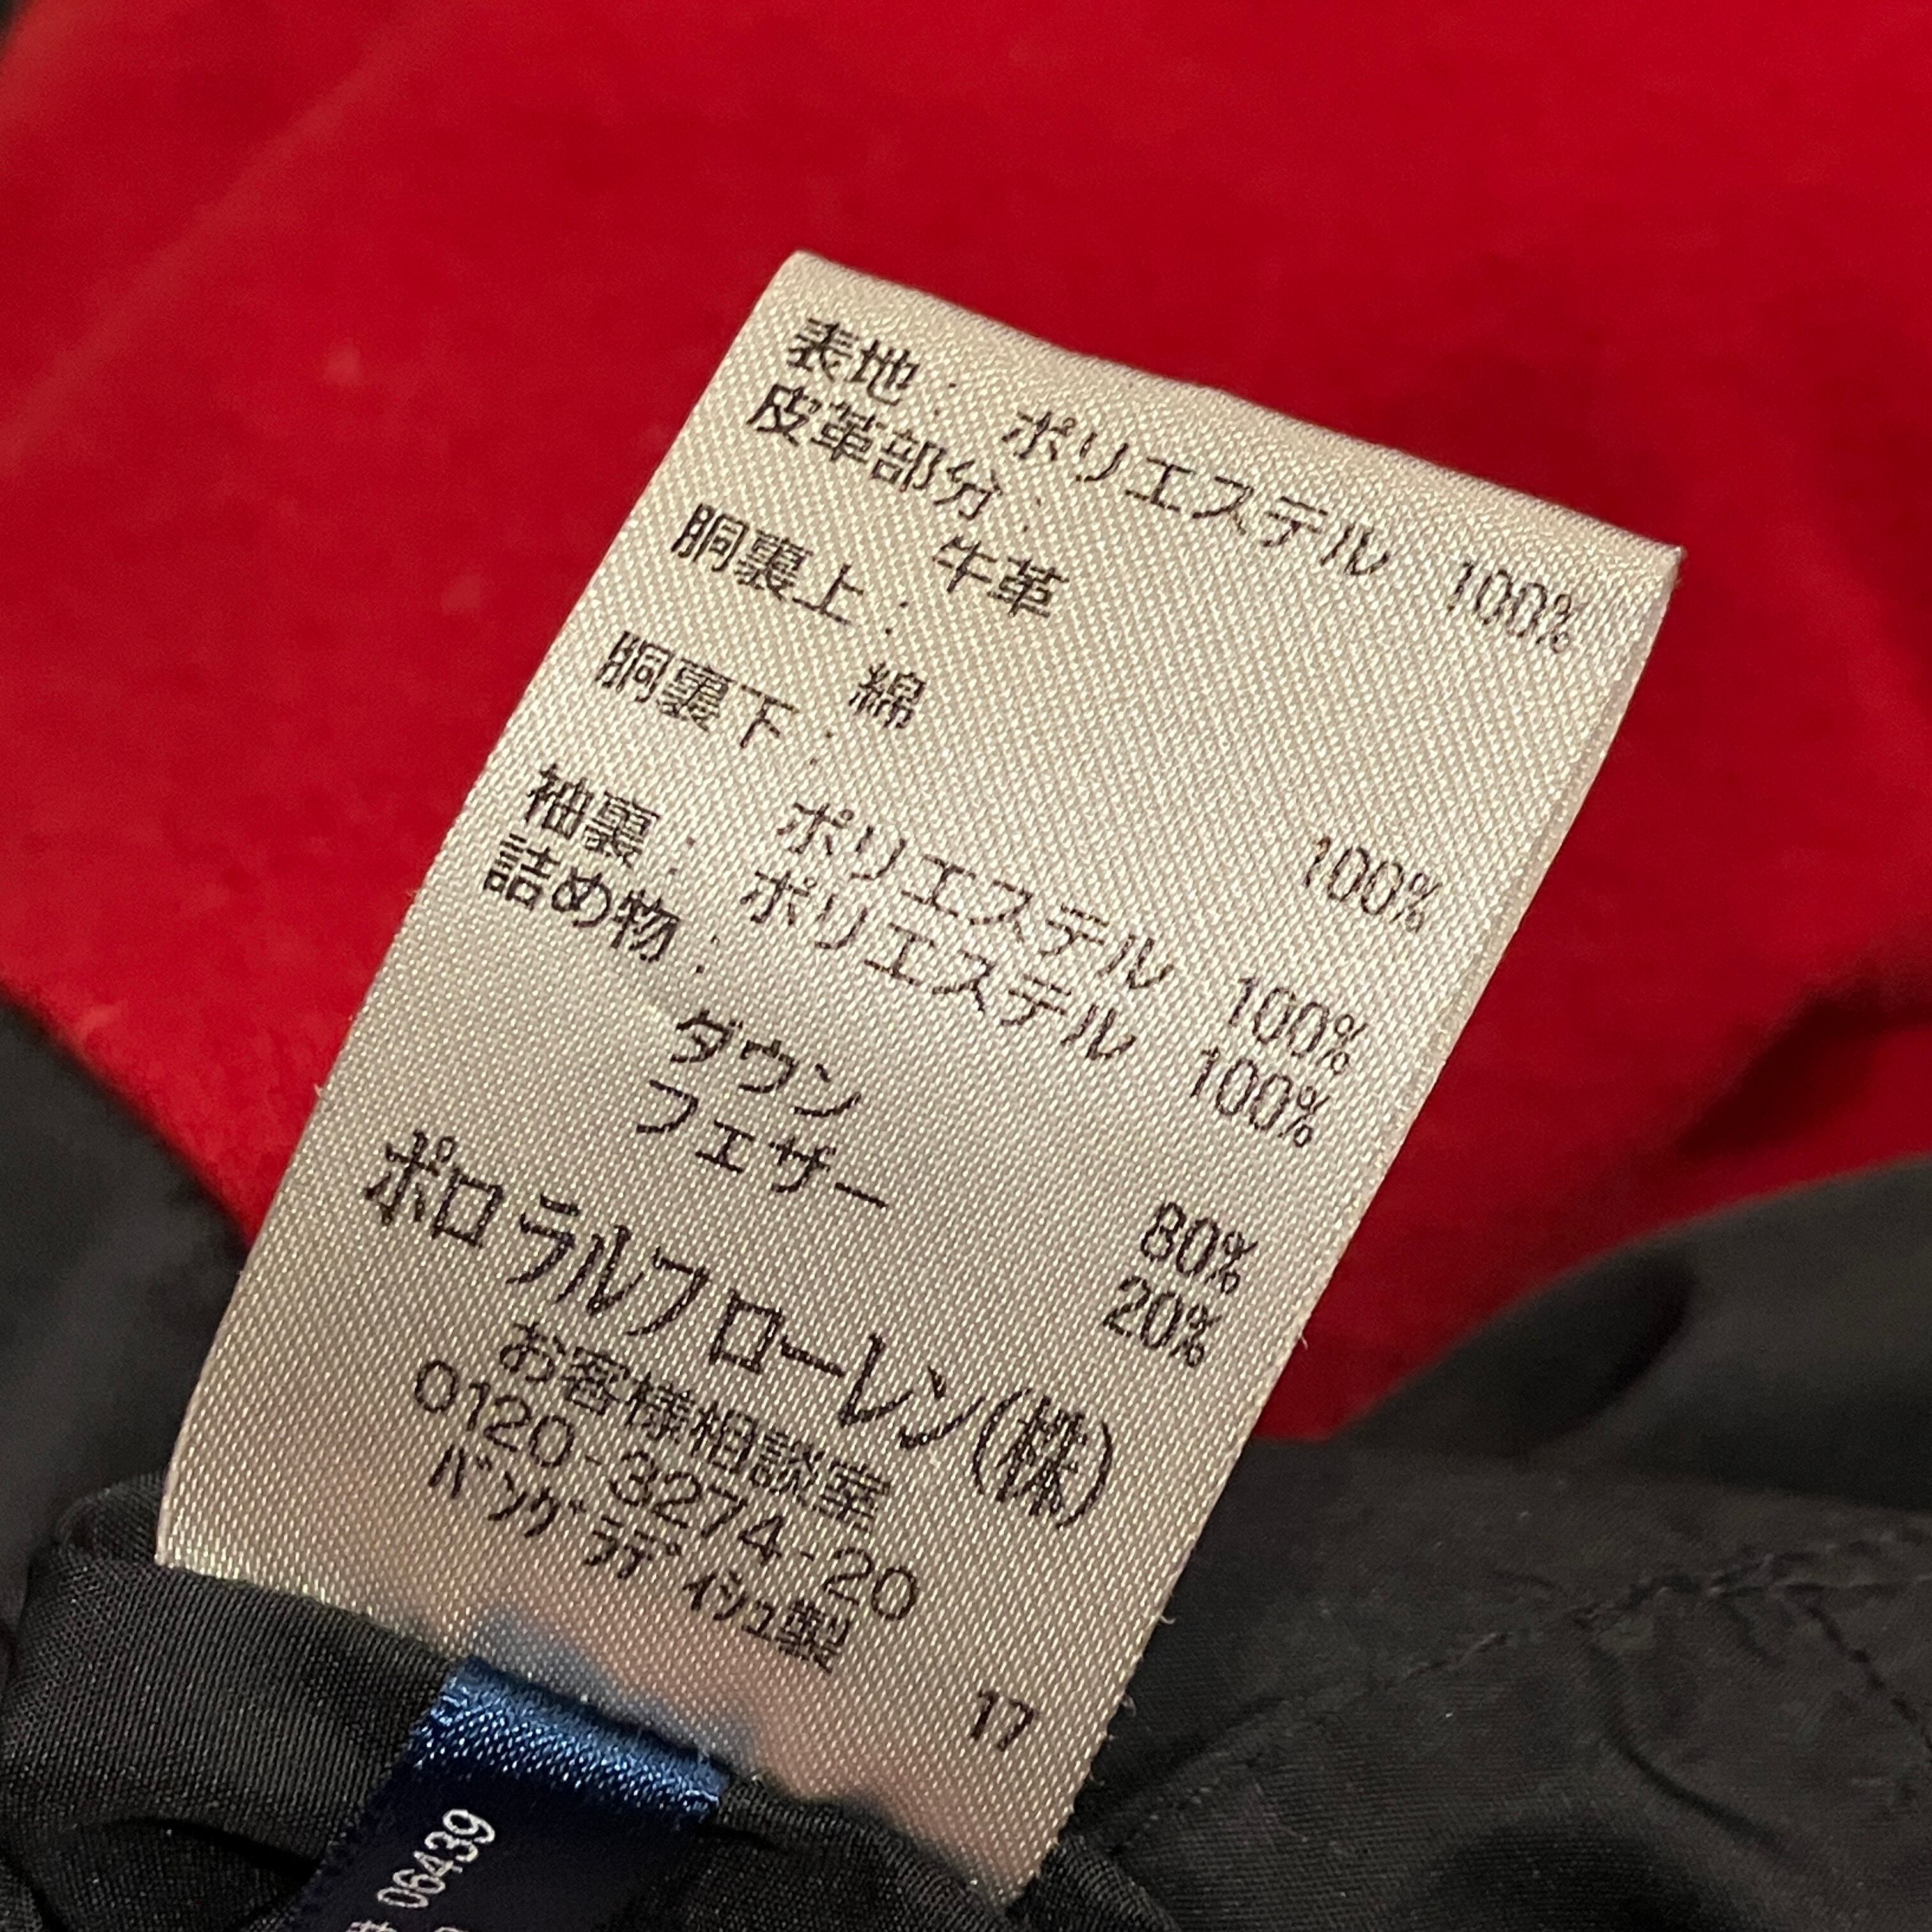 表地: ポリエステル 100%
皮革部分:
牛革
胴裏上:
綿 100%
胴裏下:
ポリエステル 100%
袖裏: ポリエステル 100%
詰め物:
ダウン 80%
フェザー 20%
ポロ ラルフ ローレン(株)
お客様相談室
0120-3274-20
バングラディシュ製
17
06439